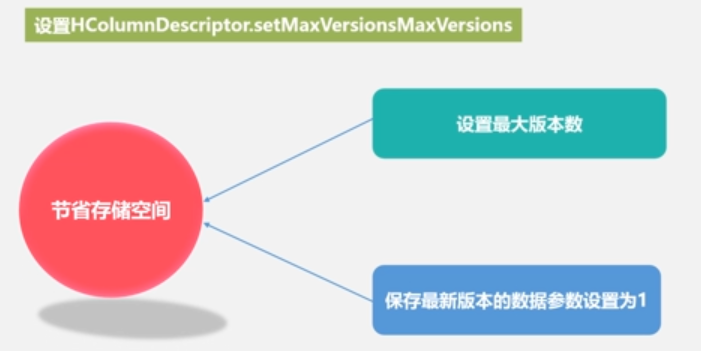 设置HColumnDescriptor.setMaxVersionsMaxVersions
设置最大版本数
节省存储空间
保存最新版本的数据参数设置为1